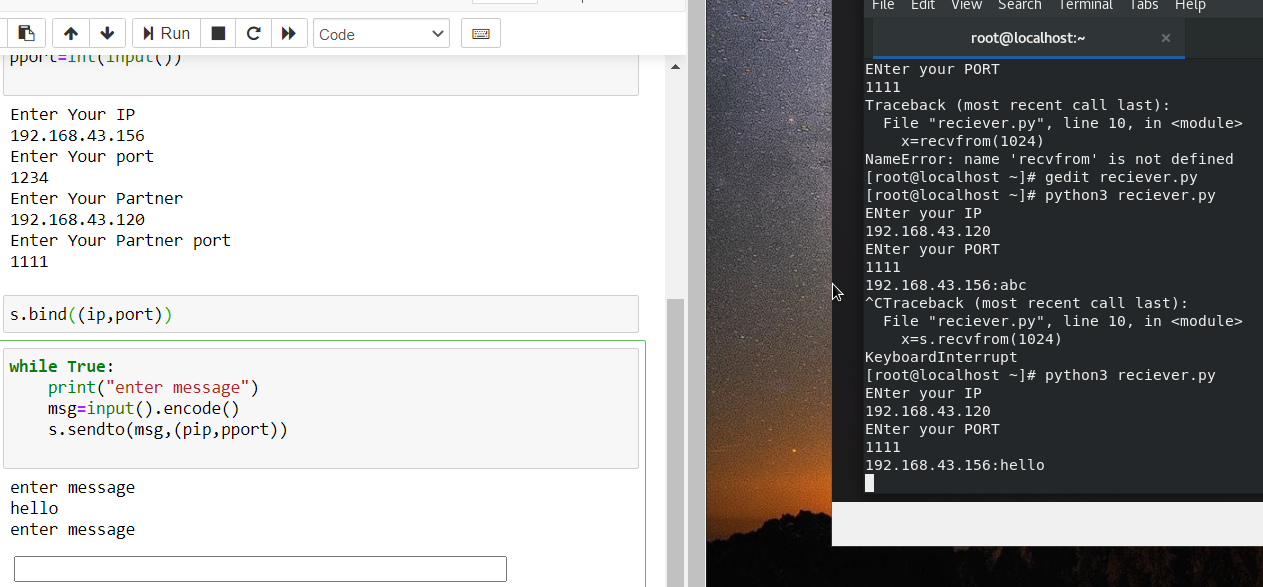 Run
Code
pport=int(input())
Enter Your IP
192.168.43.156
Enter Your port
1234
Enter Your Partner
192.168.43.120
Enter Your Partner port
1111
s.bind((ip,port))
while True:
    print("enter message")
    msg=input().encode()
    s.sendto(msg,(pip,pport))
enter message
hello
enter message
File Edit View Search Terminal Tabs Help
root@localhost:~
ENter your PORT
1111
Traceback (most recent call last):
  File "reciever.py", line 10, in <module>
    x=recvfrom(1024)
NameError: name 'recvfrom' is not defined
[root@localhost ~]# gedit reciever.py
[root@localhost ~]# python3 reciever.py
ENter your IP
192.168.43.120
ENter your PORT
1111
192.168.43.156:abc
^CTraceback (most recent call last):
  File "reciever.py", line 10, in <module>
    x=s.recvfrom(1024)
KeyboardInterrupt
[root@localhost ~]# python3 reciever.py
ENter your IP
192.168.43.120
ENter your PORT
1111
192.168.43.156:hello